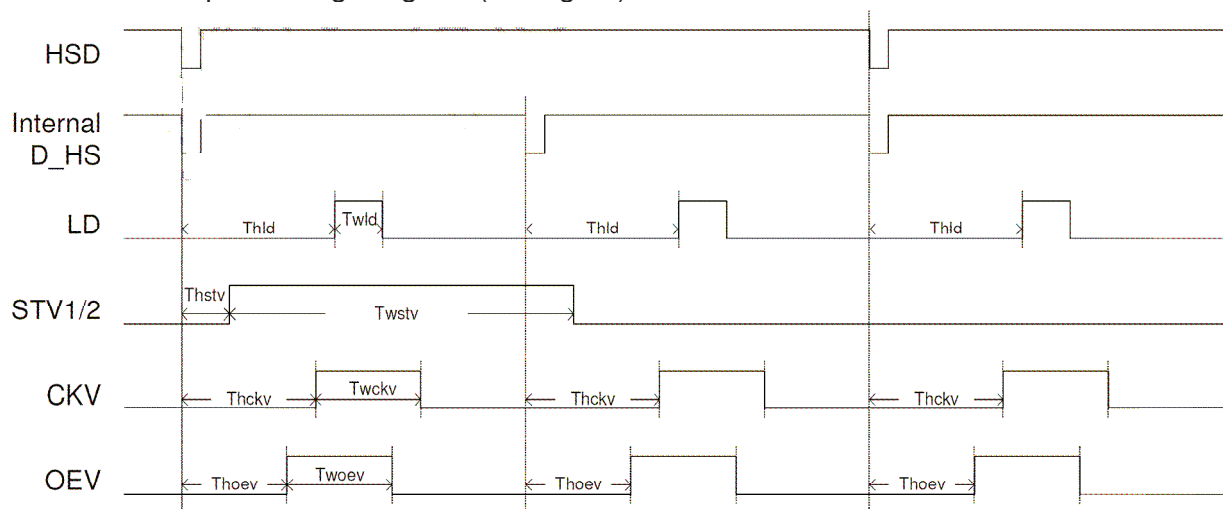 HSD
Internal
D_HS
LD
Thld
Twld
Thld
Thld
STV1/2
Thstv
Twstv
CKV
Thckv
Twckv
Thckv
Thckv
OEV
Thoev
Twoev
Thoev
Thoev